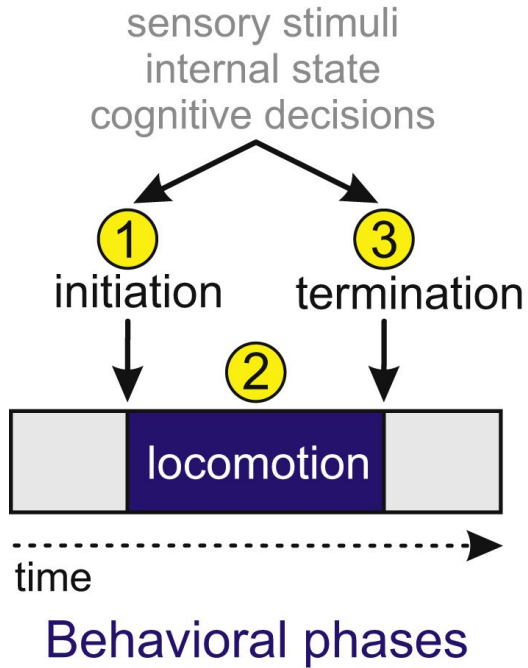 sensory stimuli
internal state
cognitive decisions
1
3
initiation
termination
2
locomotion
time
Behavioral phases